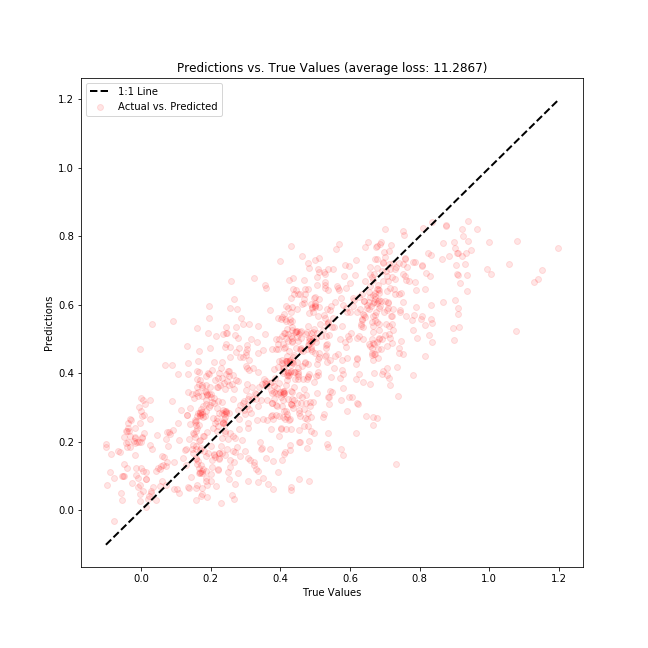 Predictions vs. True Values (average loss: 11.2867)
1:1 Line
Actual vs. Predicted
1.2
1.0
0.8
0.6
0.4
0.2
0.0
Predictions
0.0 0.2 0.4 0.6 0.8 1.0 1.2
True Values